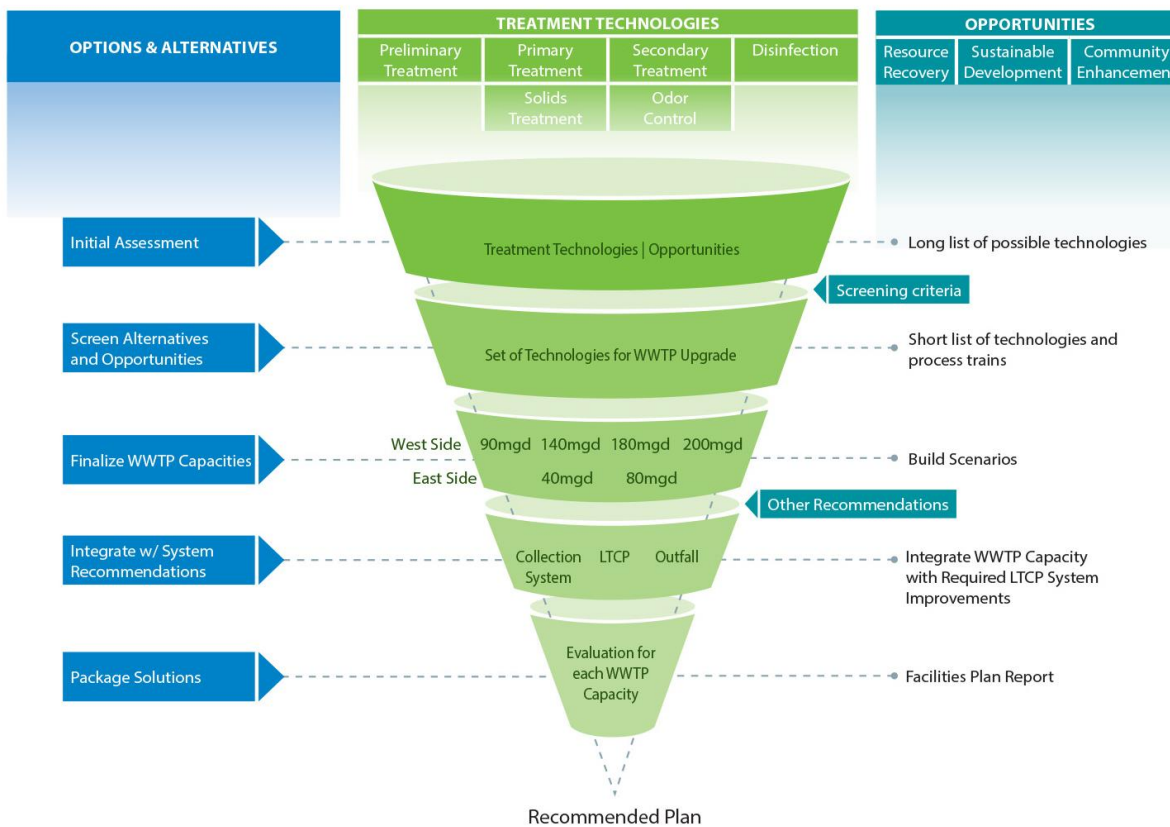 OPTIONS & ALTERNATIVES
TREATMENT TECHNOLOGIES
Preliminary
Treatment
Primary
Treatment
Secondary
Treatment
Disinfection
Solids
Treatment
Odor
Control
OPPORTUNITIES
Resource
Recovery
Sustainable
Development
Community
Enhancement
Initial Assessment
Treatment Technologies | Opportunities
Long list of possible technologies
Screening criteria
Screen Alternatives
and Opportunities
Set of Technologies for WWTP Upgrade
Short list of technologies and
process trains
Finalize WWTP Capacities
West Side 90mgd 140mgd 180mgd 200mgd
East Side 40mgd 80mgd
Build Scenarios
Other Recommendations
Integrate w/ System
Recommendations
Collection
System
LTCP
Outfall
Integrate WWTP Capacity
with Required LTCP System
Improvements
Package Solutions
Evaluation for
each WWTP
Capacity
Facilities Plan Report
Recommended Plan